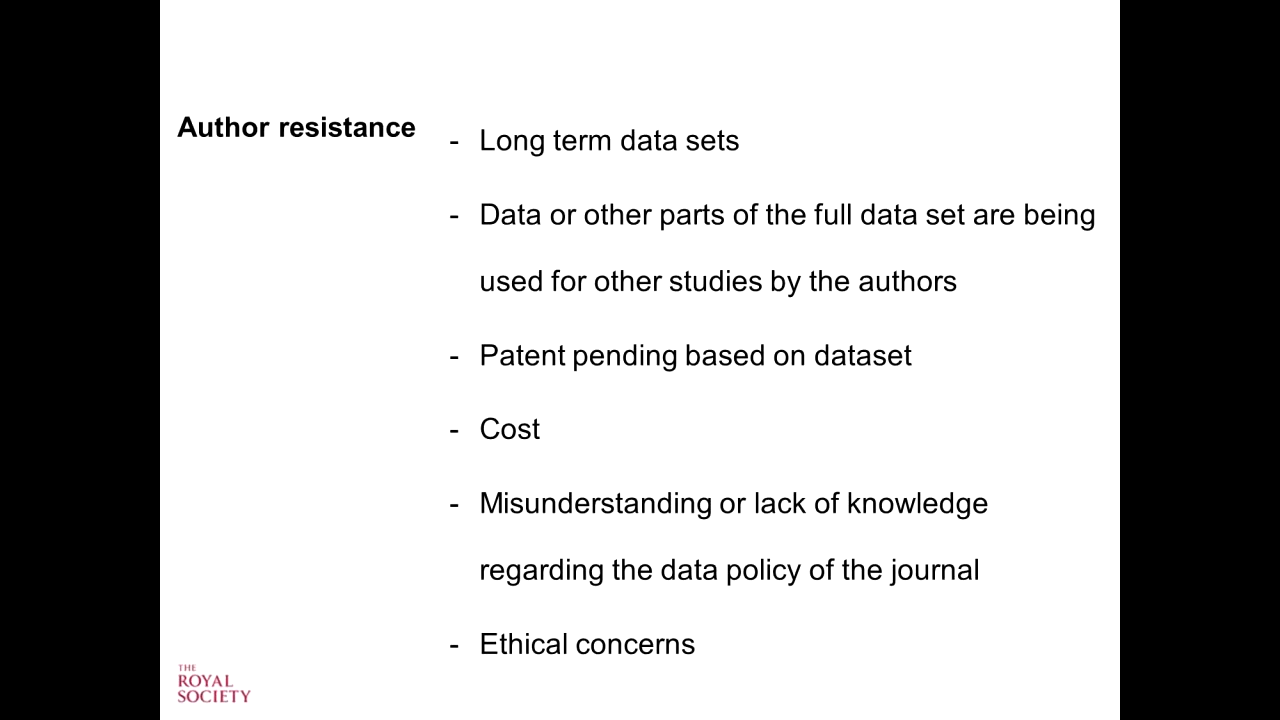 Author resistance
- Long term data sets
- Data or other parts of the full data set are being
used for other studies by the authors
- Patent pending based on dataset
- Cost
- Misunderstanding or lack of knowledge
regarding the data policy of the journal
- Ethical concerns
THE
ROYAL
SOCIETY